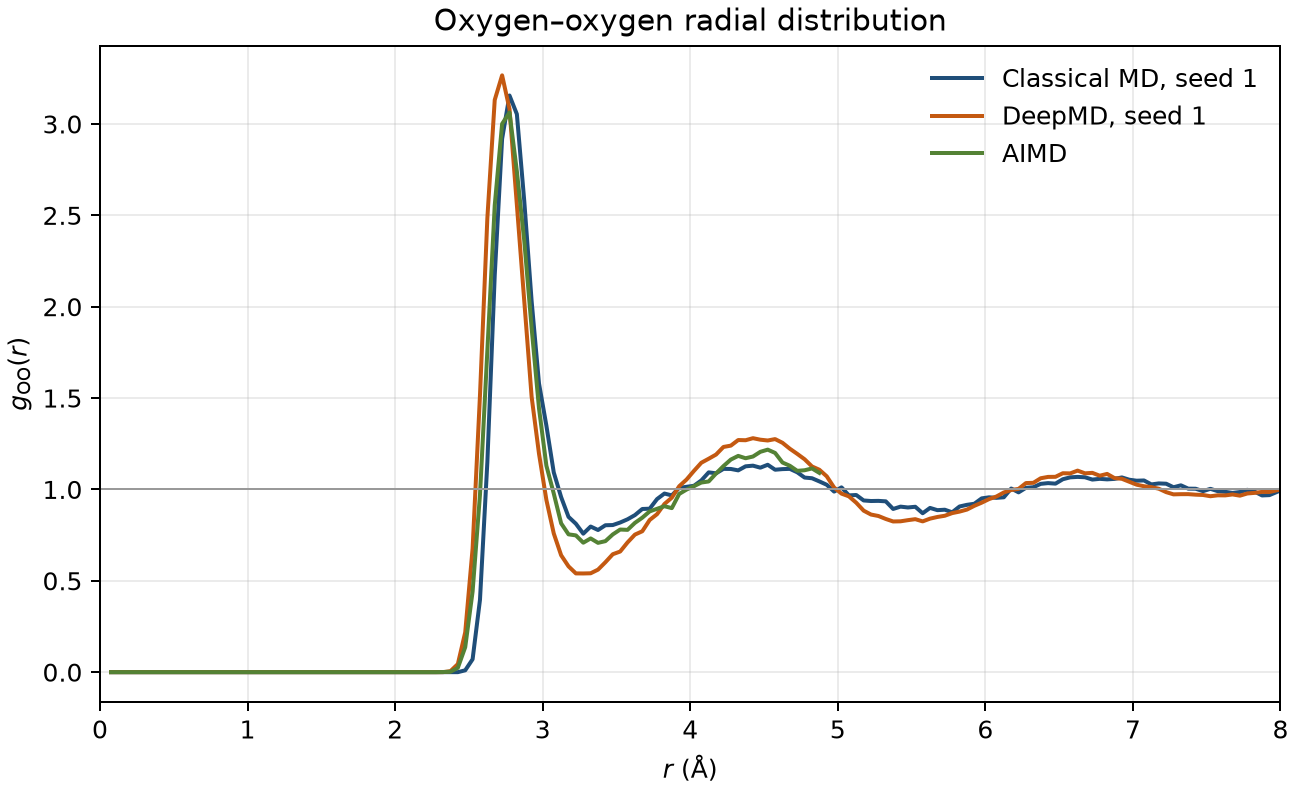 Oxygen–oxygen radial distribution
Classical MD, seed 1
DeepMD, seed 1
AIMD
3.0
2.5
2.0
1.5
1.0
0.5
0.0
gOO(r)
0 1 2 3 4 5 6 7 8
r (Å)